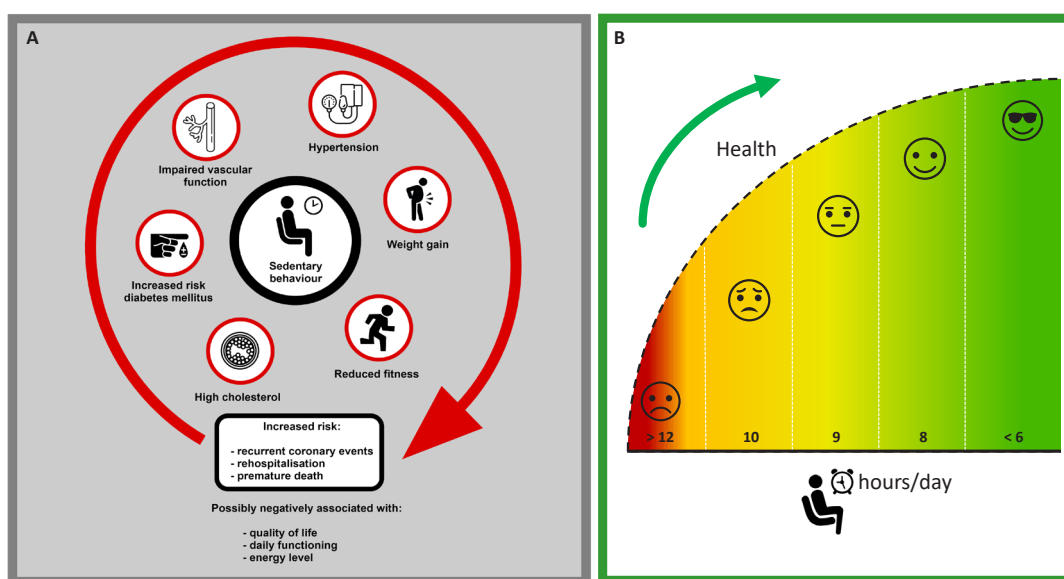 A
Hypertension
Impaired vascular
function
Weight gain
Sedentary
behaviour
Increased risk
diabetes mellitus
Reduced fitness
High cholesterol
Increased risk:
- recurrent coronary events
- rehospitalisation
- premature death
Possibly negatively associated with:
- quality of life
- daily functioning
- energy level
B
Health
> 12
10
9
8
< 6
hours/day